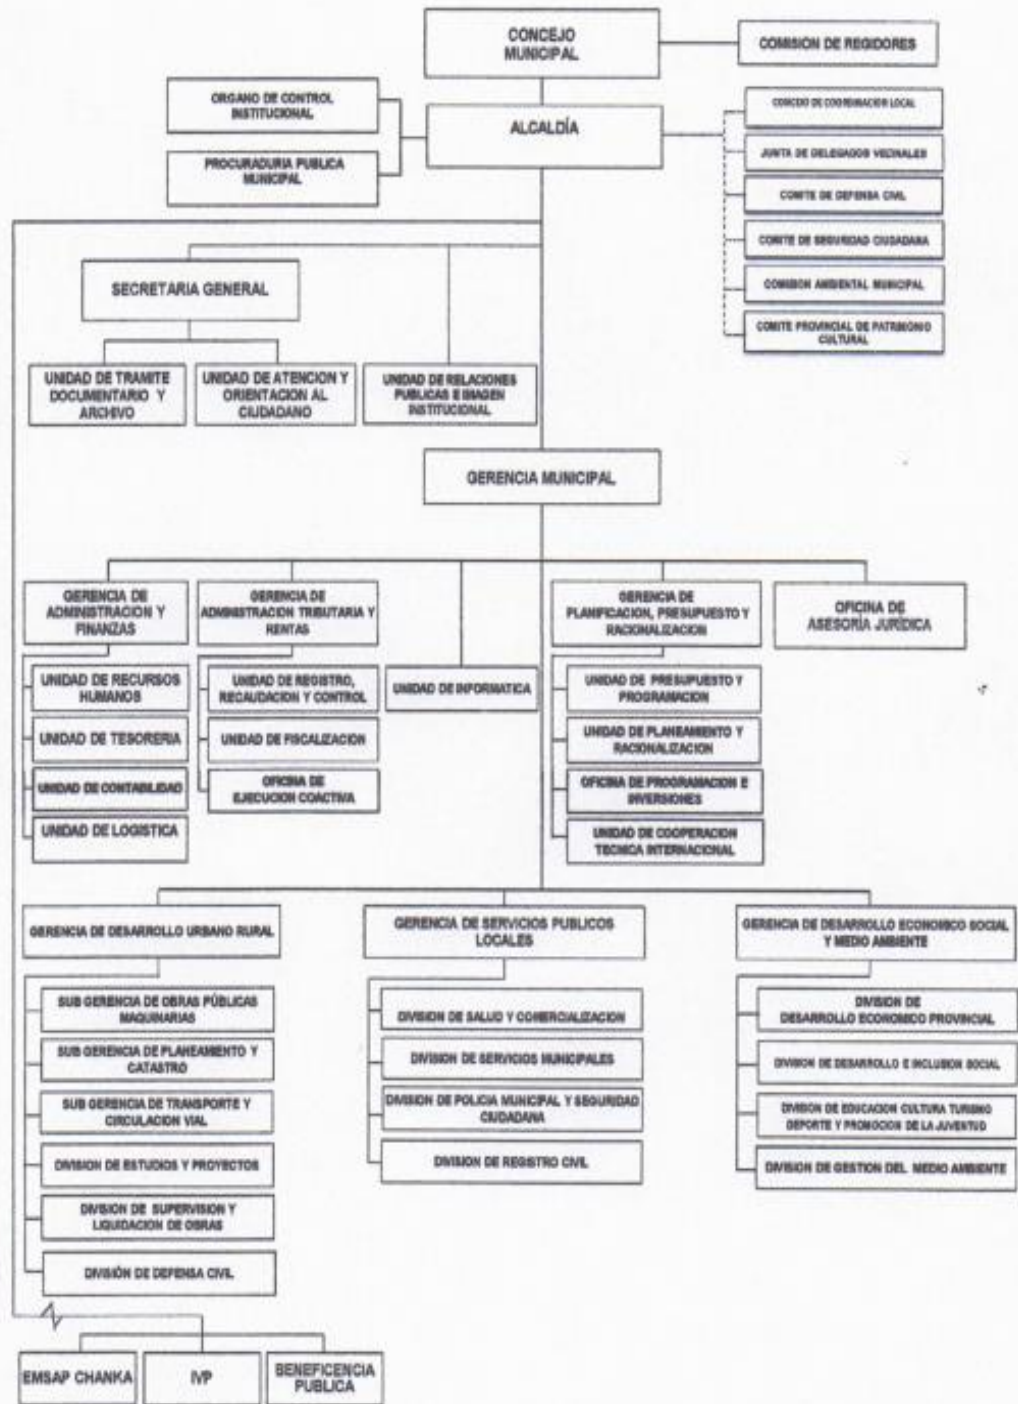 CONCEJO
MUNICIPAL
COMISION DE REGIDORES
ORGANO DE CONTROL
INSTITUCIONAL
ALCALDÍA
PROCURADURIA PUBLICA
MUNICIPAL
CONCEJO DE COORDINACION LOCAL
JUNTA DE DELEGADOS VECINALES
COMITE DE DEFENSA CIVIL
COMITE DE SEGURIDAD CIUDADANA
COMISION AMBIENTAL MUNICIPAL
COMITE PROVINCIAL DE PATRIMONIO
CULTURAL
SECRETARIA GENERAL
UNIDAD DE TRAMITE
DOCUMENTARIO Y
ARCHIVO
UNIDAD DE ATENCION Y
ORIENTACION AL
CIUDADANO
UNIDAD DE RELACIONES
PUBLICAS E IMAGEN
INSTITUCIONAL
GERENCIA MUNICIPAL
GERENCIA DE
ADMINISTRACION Y
FINANZAS
GERENCIA DE
ADMINISTRACION TRIBUTARIA Y
RENTAS
GERENCIA DE
PLANIFICACION, PRESUPUESTO Y
RACIONALIZACION
OFICINA DE
ASESORÍA JURÍDICA
UNIDAD DE RECURSOS
HUMANOS
UNIDAD DE TESORERIA
UNIDAD DE CONTABILIDAD
UNIDAD DE LOGISTICA
UNIDAD DE REGISTRO,
RECAUDACION Y CONTROL
UNIDAD DE FISCALIZACION
OFICINA DE
EJECUCION COACTIVA
UNIDAD DE INFORMATICA
UNIDAD DE PRESUPUESTO Y
PROGRAMACION
UNIDAD DE PLANEAMIENTO Y
RACIONALIZACION
OFICINA DE PROGRAMACION E
INVERSIONES
UNIDAD DE COOPERACION
TECNICA INTERNACIONAL
GERENCIA DE DESARROLLO URBANO RURAL
GERENCIA DE SERVICIOS PUBLICOS
LOCALES
GERENCIA DE DESARROLLO ECONOMICO SOCIAL
Y MEDIO AMBIENTE
SUB GERENCIA DE OBRAS PÚBLICAS
MAQUINARIAS
SUB GERENCIA DE PLANEAMIENTO Y
CATASTRO
SUB GERENCIA DE TRANSPORTE Y
CIRCULACION VIAL
DIVISION DE ESTUDIOS Y PROYECTOS
DIVISION DE SUPERVISION Y
LIQUIDACION DE OBRAS
DIVISIÓN DE DEFENSA CIVIL
DIVISION DE SALUD Y COMERCIALIZACION
DIVISION DE SERVICIOS MUNICIPALES
DIVISION DE POLICIA MUNICIPAL Y SEGURIDAD
CIUDADANA
DIVISION DE REGISTRO CIVIL
DIVISION DE
DESARROLLO ECONOMICO PROVINCIAL
DIVISION DE DESARROLLO E INCLUSION SOCIAL
DIVISION DE EDUCACION CULTURA TURISMO
DEPORTE Y PROMOCION DE LA JUVENTUD
DIVISION DE GESTION DEL MEDIO AMBIENTE
EMSAP CHANKA
IVP
BENEFICENCIA
PUBLICA